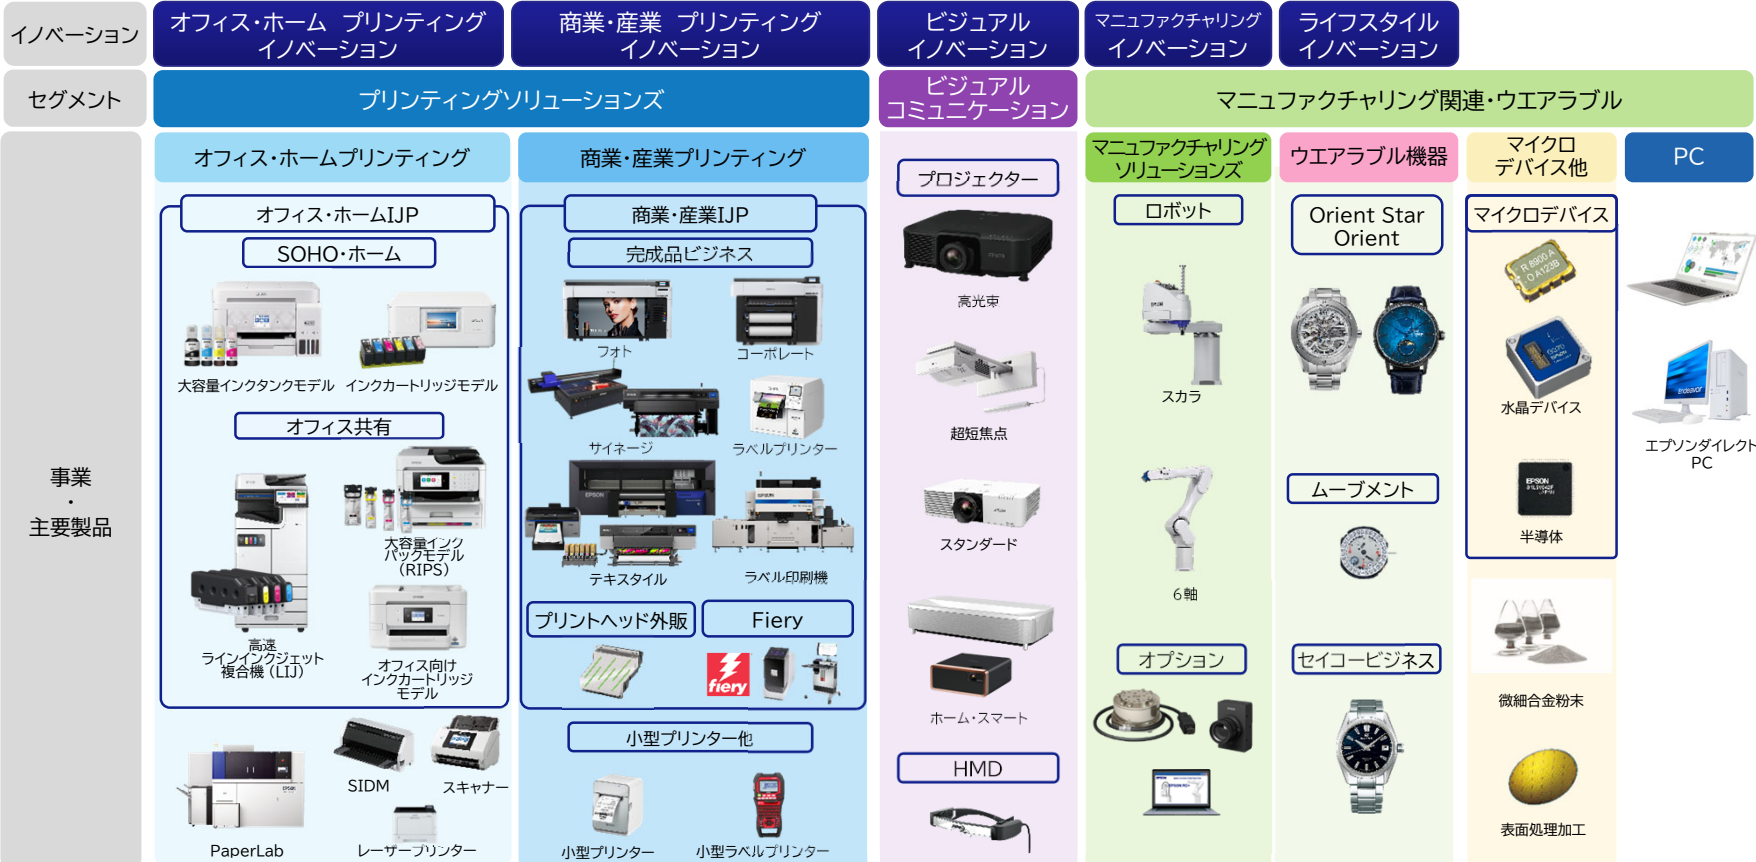 イノベーション
オフィス・ホーム プリンティング
イノベーション
商業・産業 プリンティング
イノベーション
ビジュアル
イノベーション
マニュファクチャリング
イノベーション
ライフスタイル
イノベーション
セグメント
プリンティングソリューションズ
ビジュアル
コミュニケーション
マニュファクチャリング関連・ウエアラブル
事業
・
主要製品
オフィス・ホームプリンティング
オフィス・ホームIJP
SOHO・ホーム
大容量インクタンクモデル
インクカートリッジモデル
オフィス共有
大容量インク
パックモデル
（RIPS）
高速
ラインインクジェット
複合機（LIJ）
オフィス向け
インクカートリッジ
モデル
PaperLab
SIDM
スキャナー
レーザープリンター
商業・産業プリンティング
商業・産業IJP
完成品ビジネス
フォト
コーポレート
サイネージ
ラベルプリンター
EPSON
テキスタイル
ラベル印刷機
プリントヘッド外販
Fiery
fiery
小型プリンター他
小型プリンター
小型ラベルプリンター
プロジェクター
高光束
超短焦点
スタンダード
ホーム・スマート
HMD
マニュファクチャリング
ソリューションズ
ロボット
スカラ
6軸
オプション
ウエアラブル機器
Orient Star
Orient
ムーブメント
セイコービジネス
マイクロ
デバイス他
マイクロデバイス
R 8900 A
A123B
水晶デバイス
EPSON
半導体
微細合金粉末
表面処理加工
PC
Endeavor
エプソンダイレクト
PC